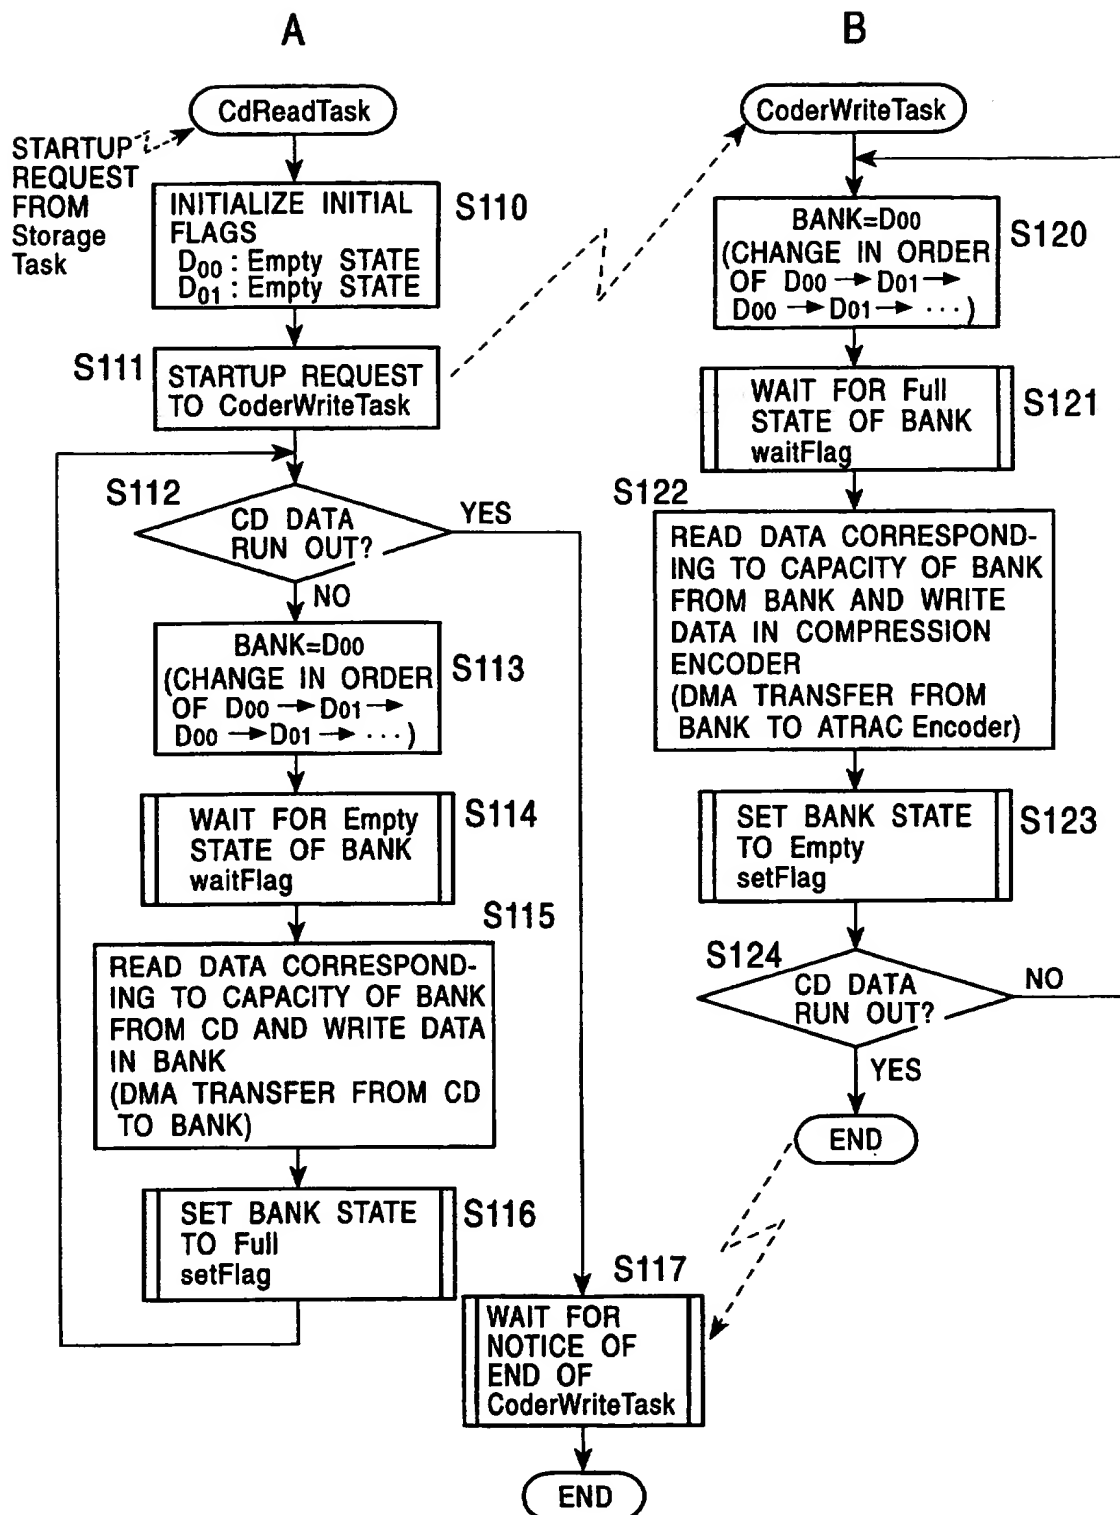 A
CdReadTask
STARTUP
REQUEST
FROM
Storage
Task
INITIALIZE INITIAL
FLAGS
D00 : Empty STATE
D01 : Empty STATE
S110
S111
STARTUP REQUEST
TO CoderWriteTask
S112
CD DATA
RUN OUT?
YES
NO
BANK=D00
(CHANGE IN ORDER
OF D00 → D01 →
D00 → D01 → ···)
S113
WAIT FOR Empty
STATE OF BANK
waitFlag
S114
S115
READ DATA CORRESPOND-
ING TO CAPACITY OF BANK
FROM CD AND WRITE DATA
IN BANK
(DMA TRANSFER FROM CD
TO BANK)
SET BANK STATE
TO Full
setFlag
S116
S117
WAIT FOR
NOTICE OF
END OF
CoderWriteTask
END
B
CoderWriteTask
BANK=D00
(CHANGE IN ORDER
OF D00 → D01 →
D00 → D01 → ···)
S120
WAIT FOR Full
STATE OF BANK
waitFlag
S121
S122
READ DATA CORRESPOND-
ING TO CAPACITY OF BANK
FROM BANK AND WRITE
DATA IN COMPRESSION
ENCODER
(DMA TRANSFER FROM
BANK TO ATRAC Encoder)
SET BANK STATE
TO Empty
setFlag
S123
S124
CD DATA
RUN OUT?
NO
YES
END